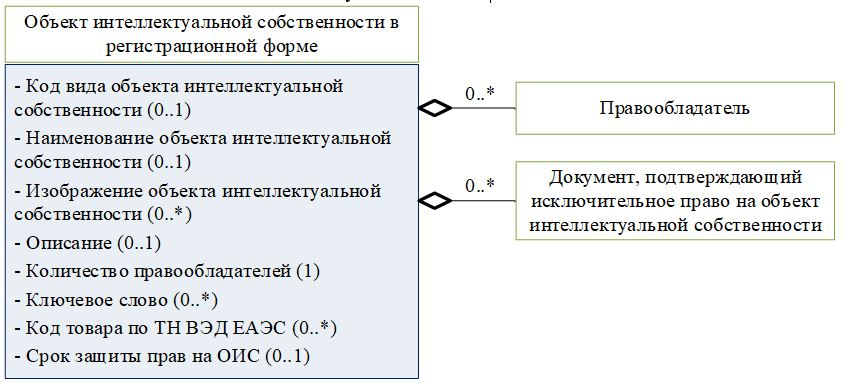 Объект интеллектуальной собственности в
регистрационной форме
- Код вида объекта интеллектуальной
собственности (0..1)
- Наименование объекта интеллектуальной
собственности (0..1)
- Изображение объекта интеллектуальной
собственности (0..*)
- Описание (0..1)
- Количество правообладателей (1)
- Ключевое слово (0..*)
- Код товара по ТН ВЭД ЕАЭС (0..*)
- Срок защиты прав на ОИС (0..1)
0..*
Правообладатель
0..*
Документ, подтверждающий
исключительное право на объект
интеллектуальной собственности